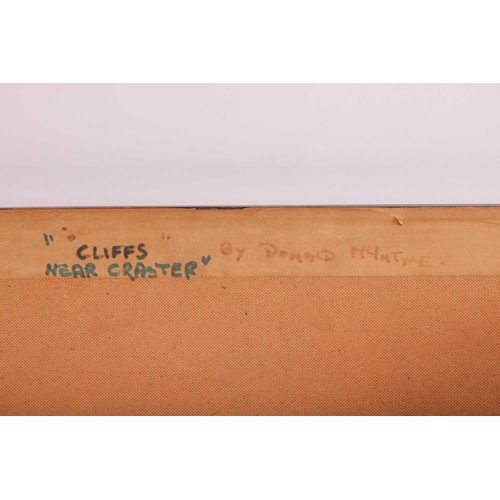 " CLIFFS " BY DONALD McINTYRE.
NEAR CRASTER"